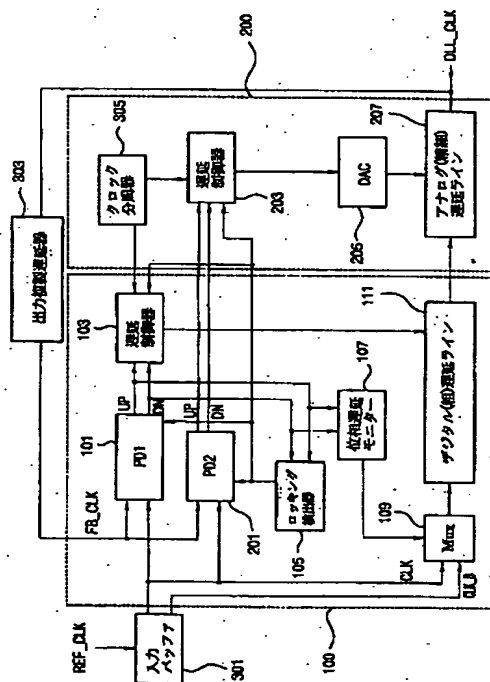 303
出力複製遅延器
200
305
クロック
分周器
103
遅延
制御器
遅延
制御器
203
DAC
205
207
アナログ(精細)
遅延ライン
DLL_CLK
101
PD1
UP
DN
FB_CLK
PD2
UP
DN
201
ロッキング
検出器
105
107
位相遅延
モニター
111
デジタル(粗)遅延ライン
109
Mux
CLK
CLK_B
REF_CLK
入力
バッファ
301
100